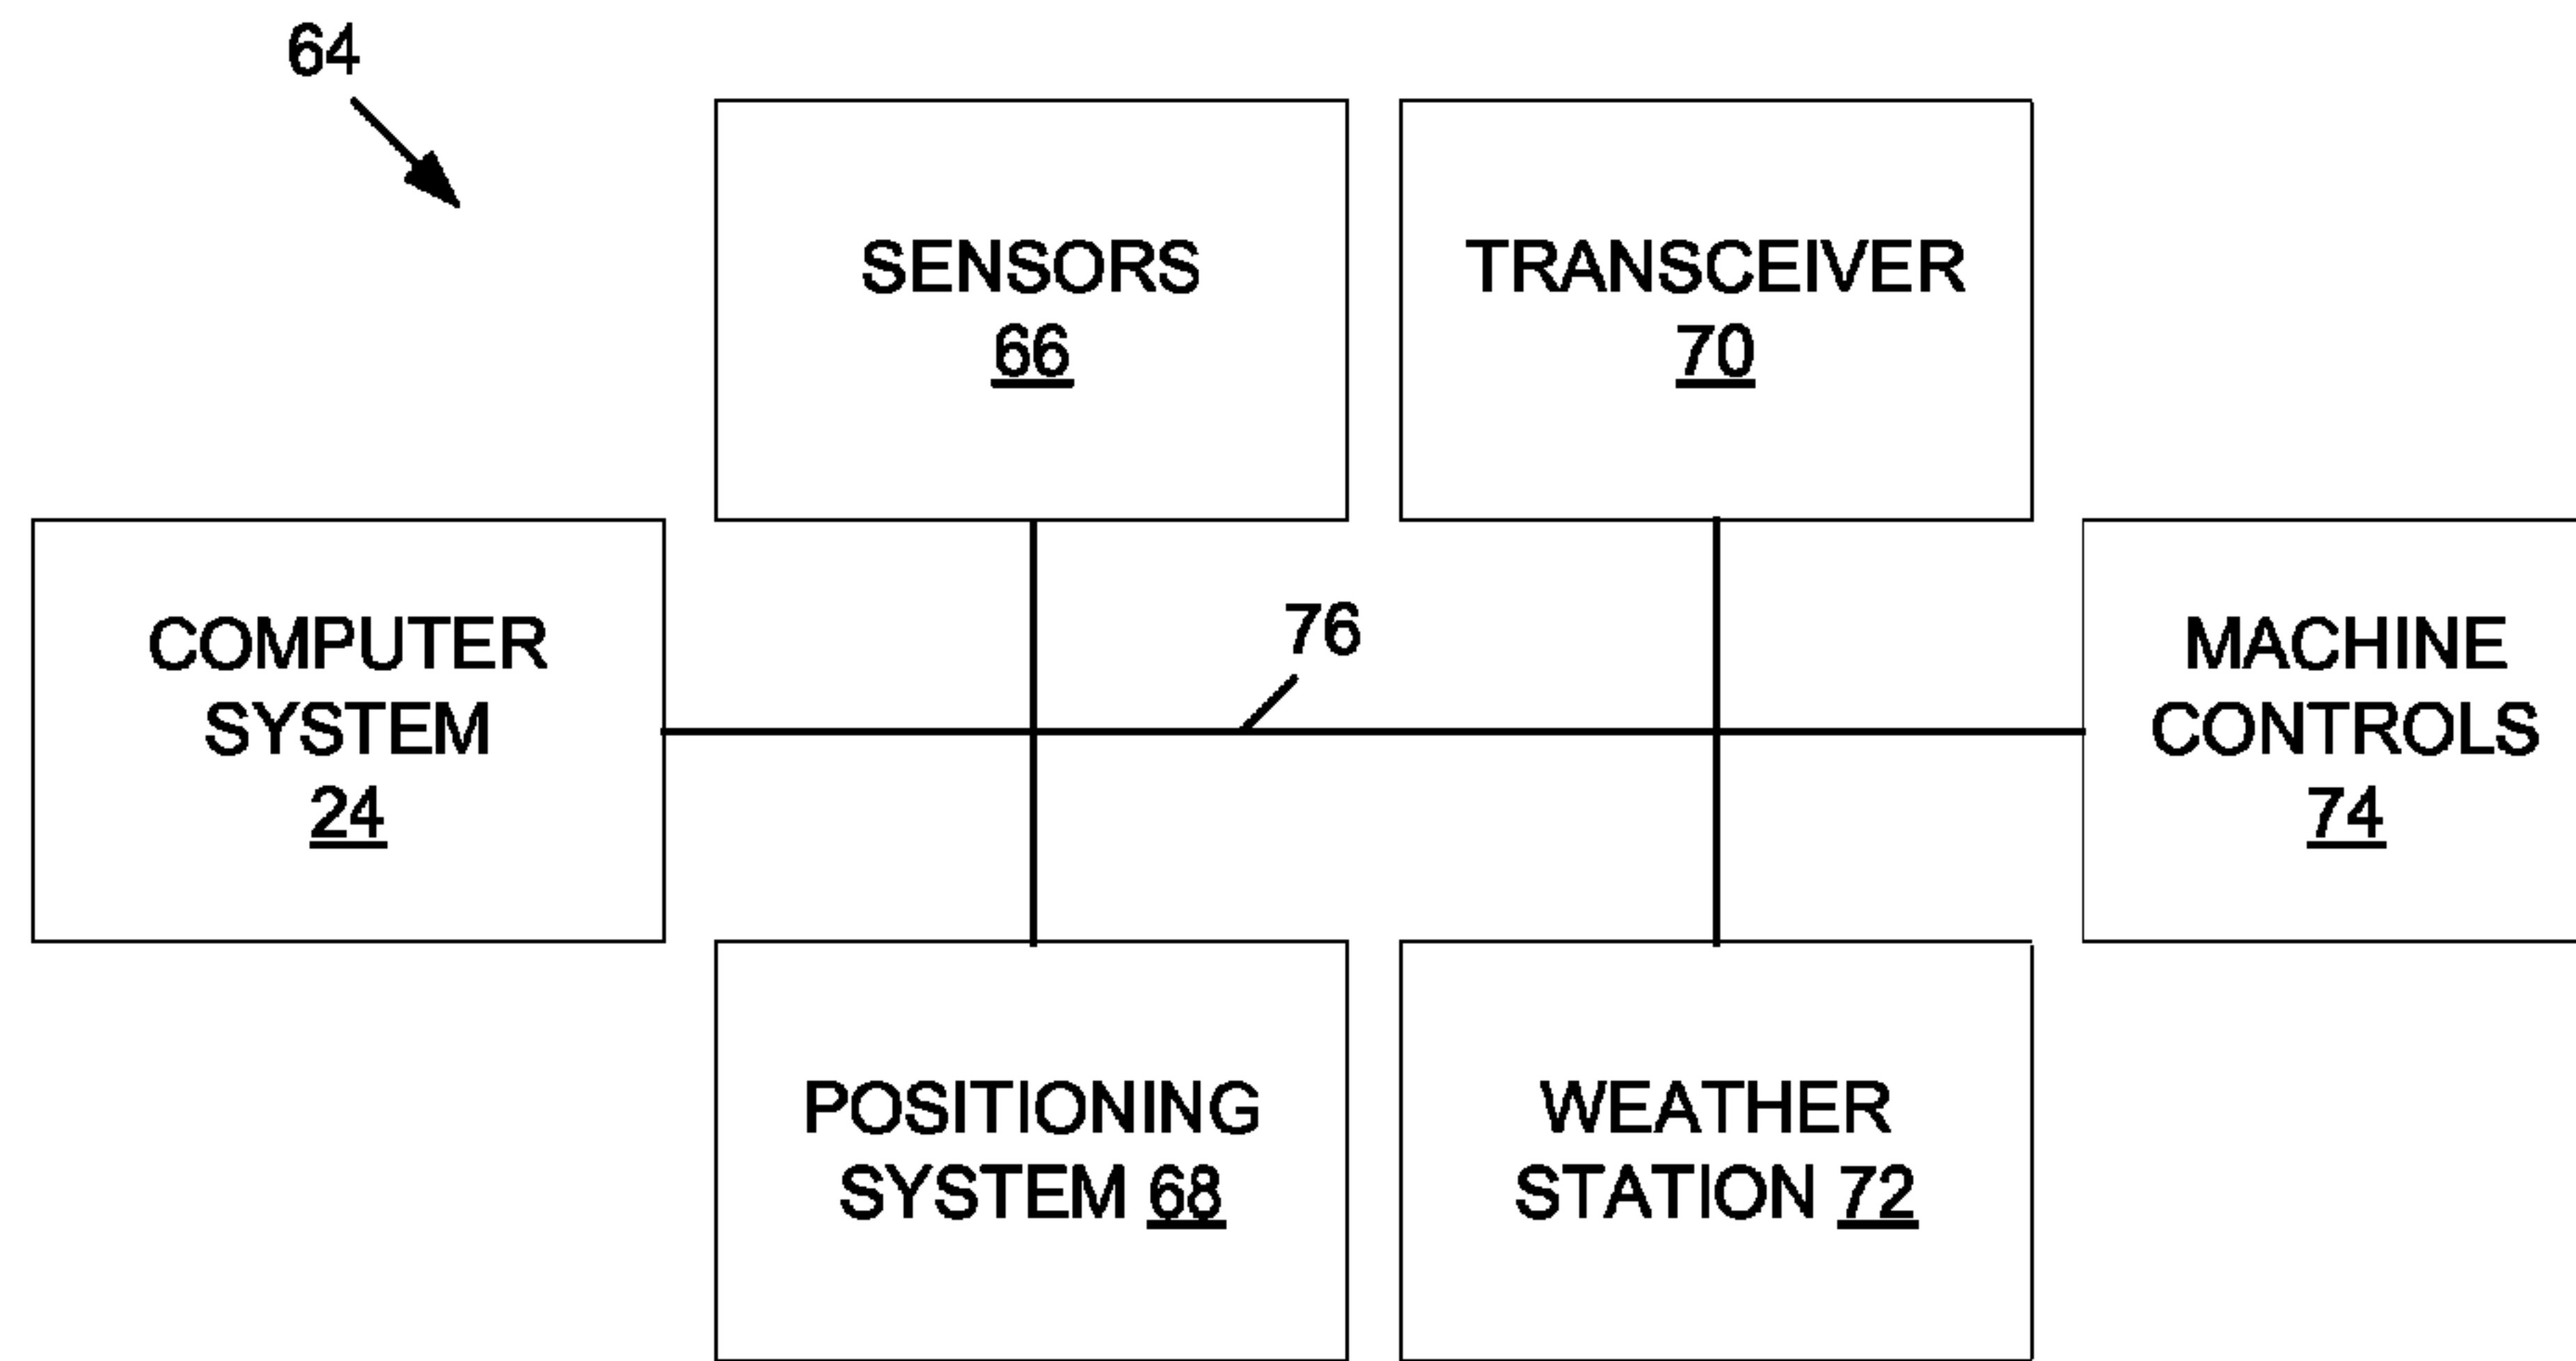 64
SENSORS
66
TRANSCEIVER
70
COMPUTER
SYSTEM
24
76
MACHINE
CONTROLS
74
POSITIONING
SYSTEM 68
WEATHER
STATION 72